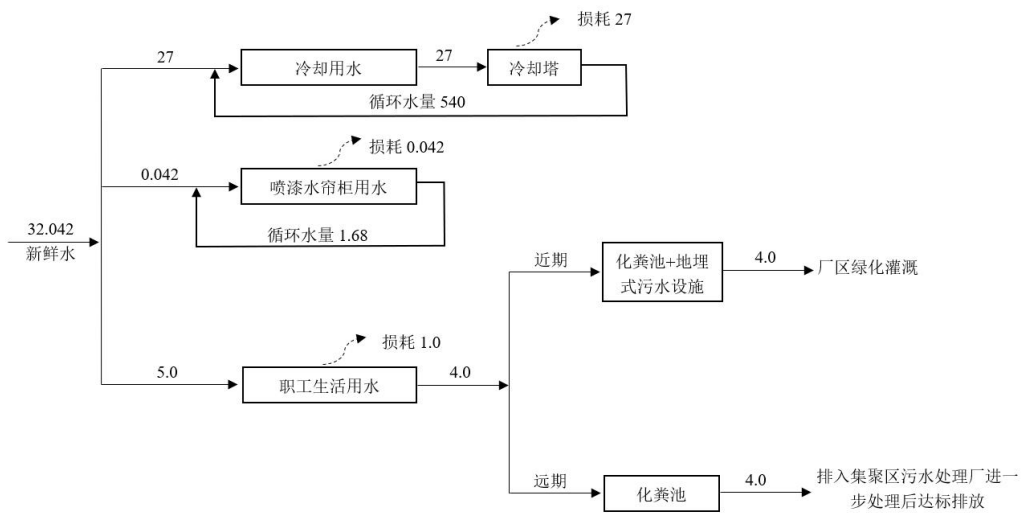 损耗 27
27
冷却用水
27
冷却塔
循环水量 540
损耗 0.042
0.042
喷漆水帘柜用水
循环水量 1.68
32.042
新鲜水
近期
化粪池+地埋
式污水设施
4.0
厂区绿化灌溉
损耗 1.0
5.0
职工生活用水
4.0
远期
化粪池
4.0
排入集聚区污水处理厂进一
步处理后达标排放